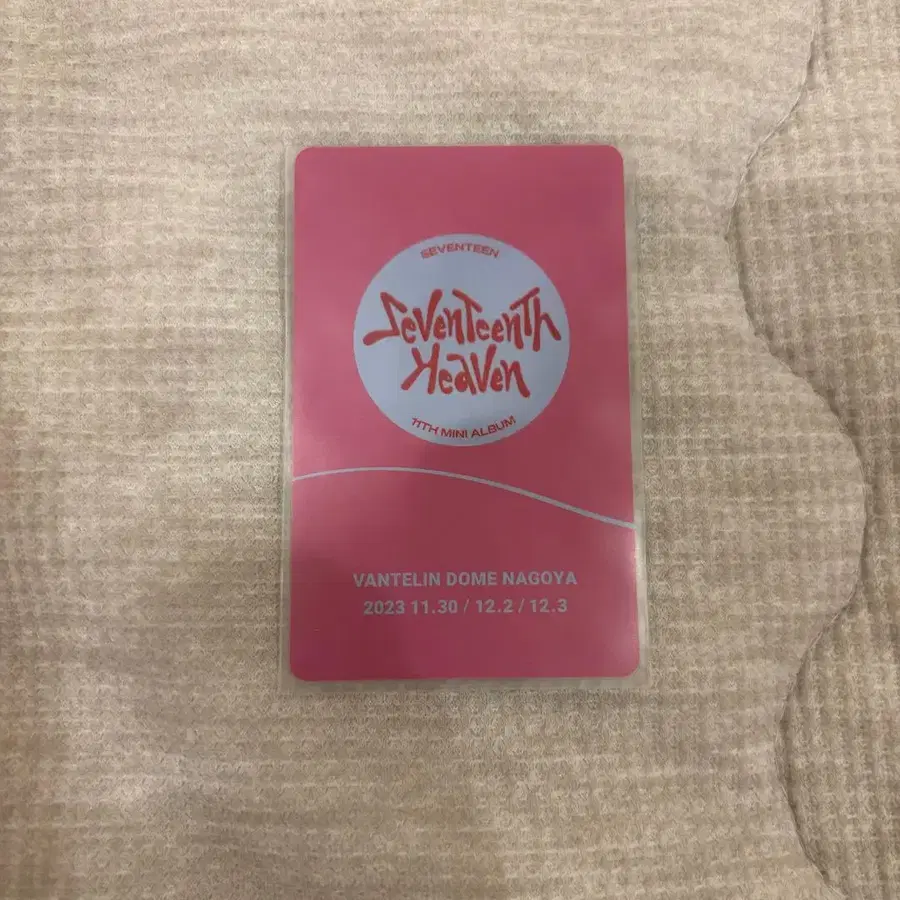 SEVENTEEN
SEVENTEENTH
HEAVEN
11TH MINI ALBUM
VANTELIN DOME NAGOYA
2023 11.30 / 12.2 / 12.3